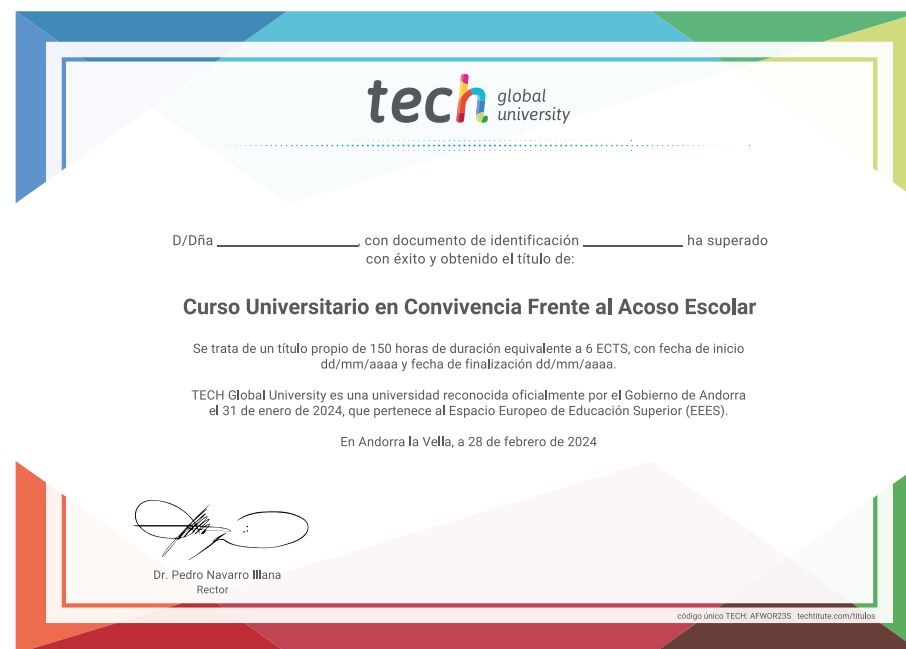 tech global
university
D/Dña ____________________, con documento de identificación ______________ ha superado
con éxito y obtenido el título de:
Curso Universitario en Convivencia Frente al Acoso Escolar
Se trata de un título propio de 150 horas de duración equivalente a 6 ECTS, con fecha de inicio
dd/mm/aaaa y fecha de finalización dd/mm/aaaa.
TECH Global University es una universidad reconocida oficialmente por el Gobierno de Andorra
el 31 de enero de 2024, que pertenece al Espacio Europeo de Educación Superior (EEES).
En Andorra la Vella, a 28 de febrero de 2024
Dr. Pedro Navarro Illana
Rector
código único TECH: AFWOR23S techtitute.com/titulos